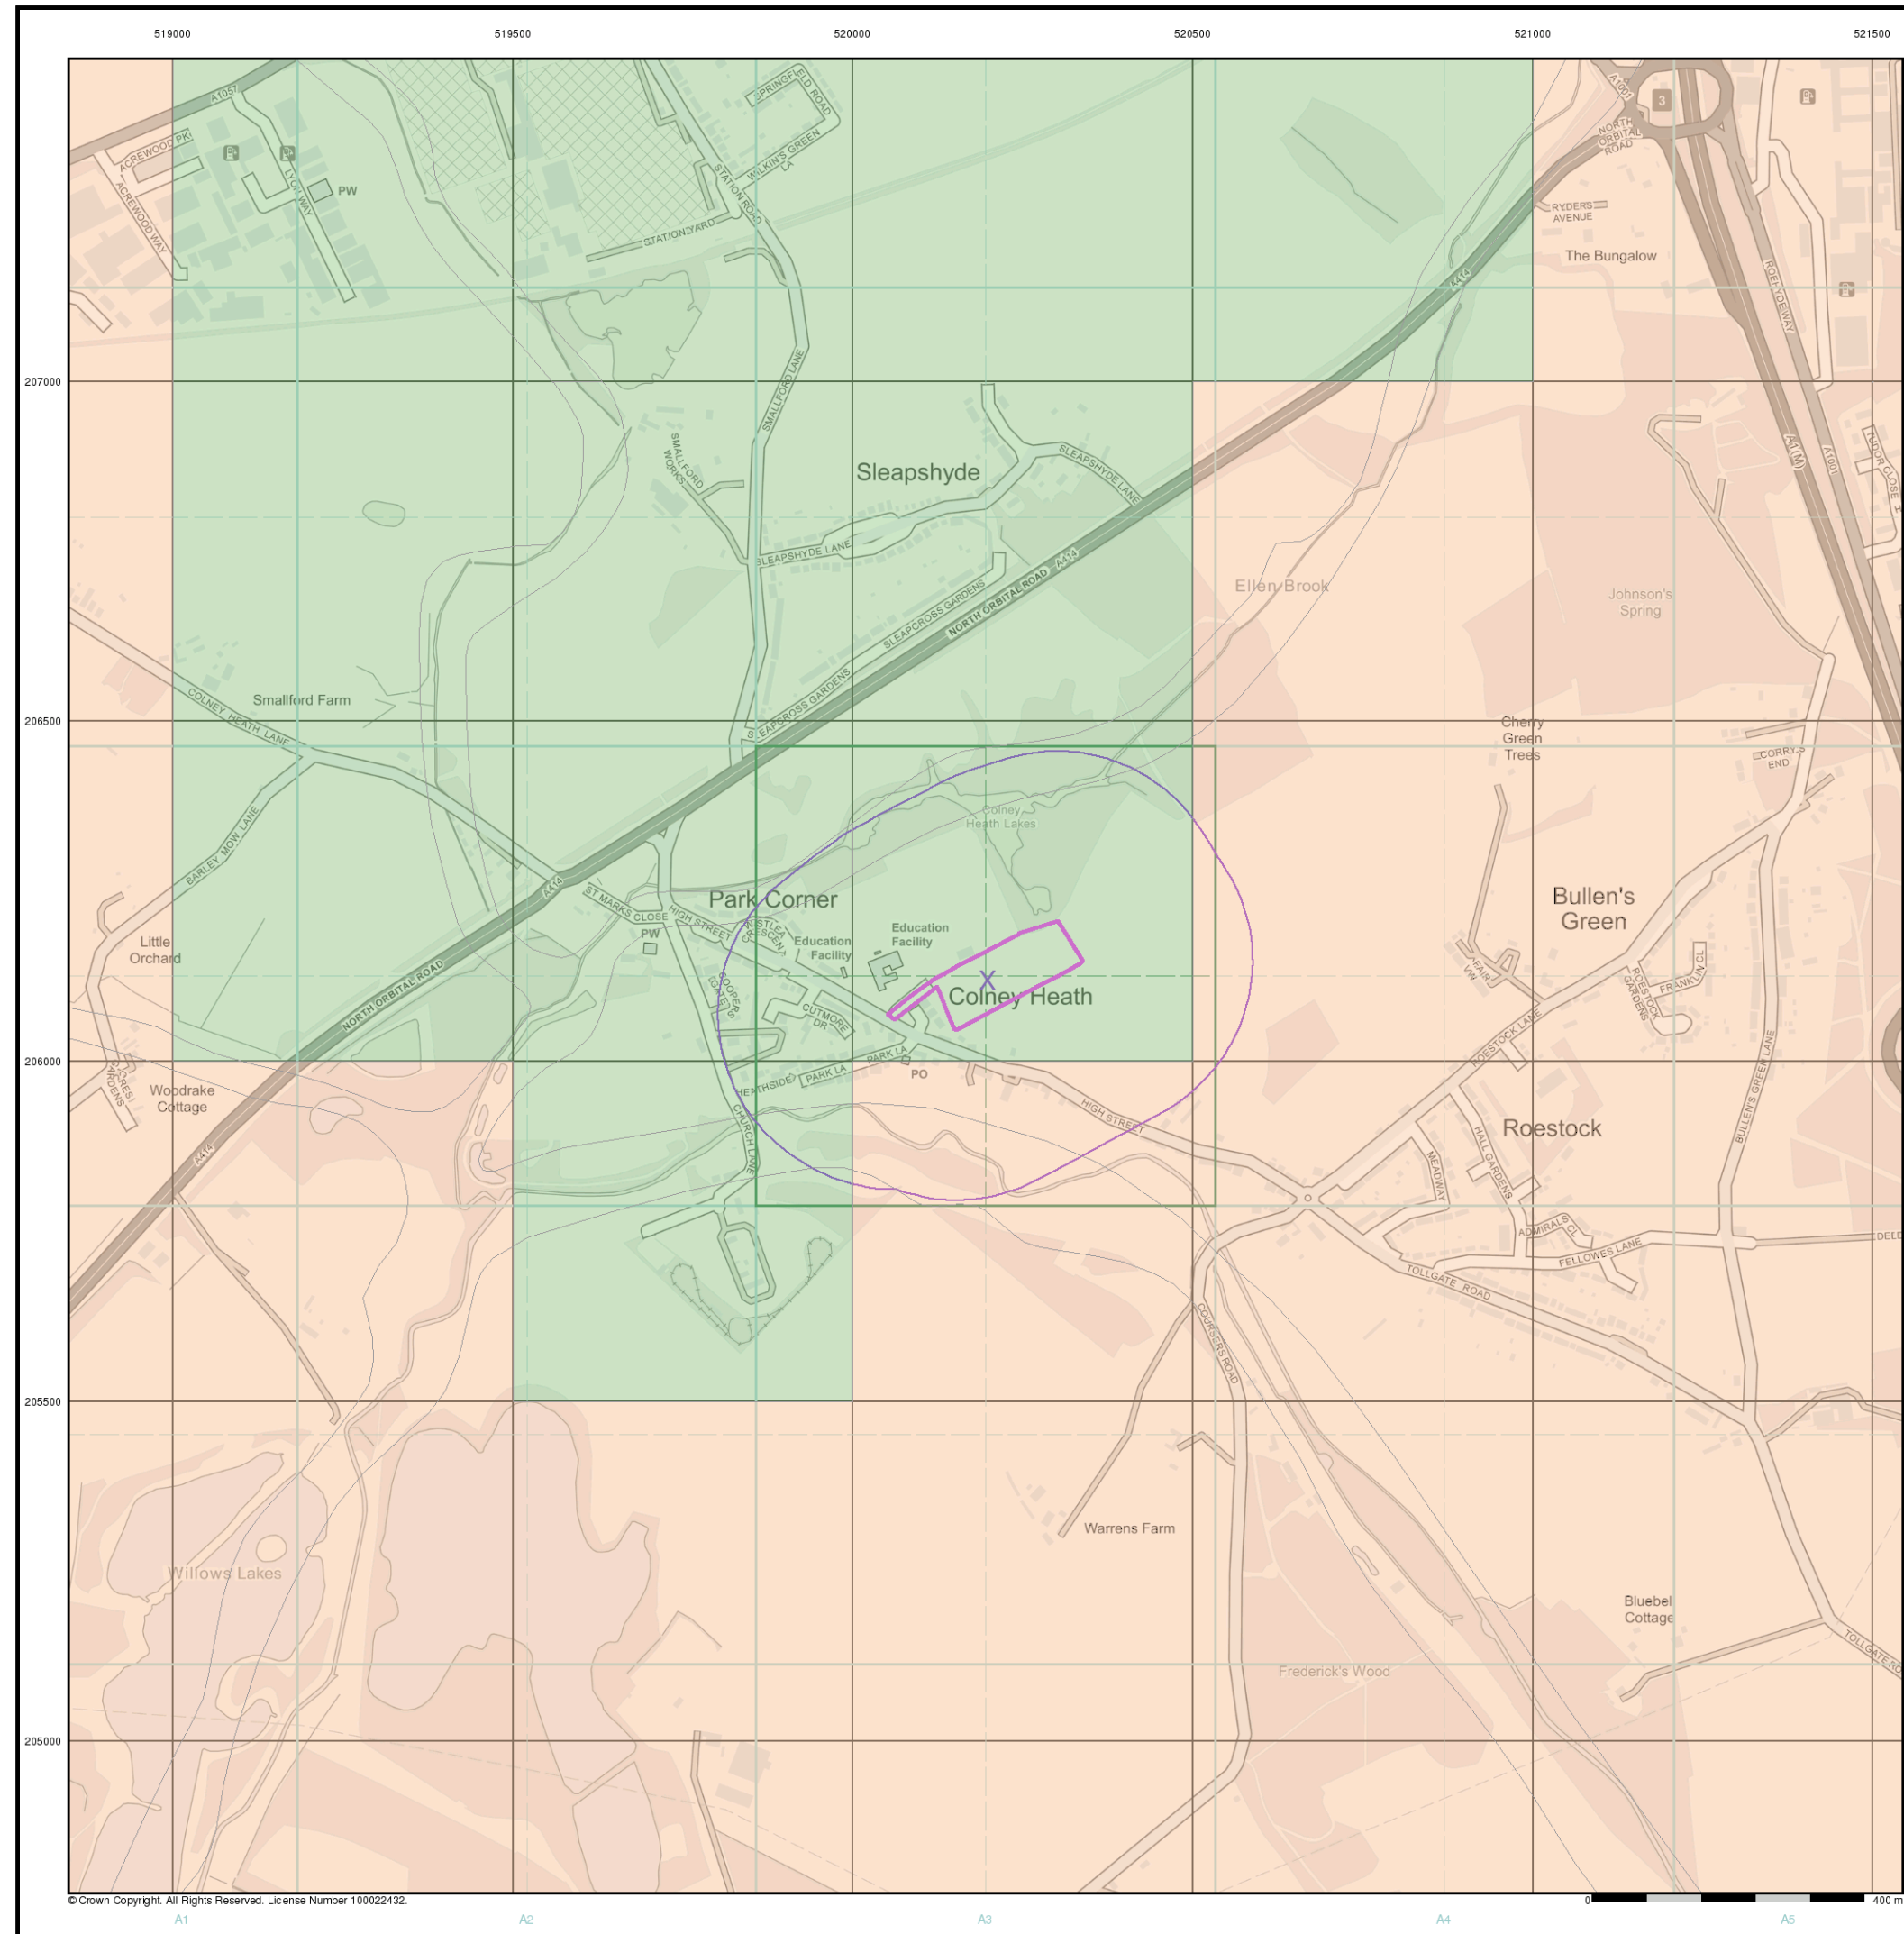 519000
519500
520000
520500
521000
521500
A1057
ACREWOOD PK
ACREWOOD WAY
LYON WAY
PW
SPRINGFIELD ROAD
WILKIN'S GREEN
LA
STATION ROAD
STATION YARD
A1001
3
NORTH
ORBITAL
ROAD
RYDERS
AVENUE
The Bungalow
ROEHYDE WAY
A414
207000
SMALLFORD LANE
SMALLFORD
WORKS
Sleapshyde
SLEAPSHYDE LANE
SLEAPSHYDE LANE
A1(M)
A1001
TUDOR CLOSE
H
Ellen Brook
Johnson's
Spring
SLEAPCROSS GARDENS
NORTH ORBITAL ROAD
A414
SLEAPCROSS GARDENS
Smallford Farm
COLNEY HEATH LANE
206500
Cherry
Green
Trees
CORRY'S
END
BARLEY MOW LANE
Colney
Heath Lakes
A414
ST MARKS CLOSE
Park Corner
HIGH STREET
PW
Education
Facility
Education
Facility
Bullen's
Green
Little
Orchard
NORTH ORBITAL ROAD
X
Colney Heath
CUTMORE
DR
FAIR
VW
FRANKLIN CL
ROESTOCK
GARDENS
ROESTOCK LANE
BULLEN'S GREEN LANE
206000
PARK LA
PARK LA
HEATHSIDE
PO
Woodrake
Cottage
CHURCH LANE
HIGH STREET
Roestock
HALL GARDENS
MEADWAY
A414
ADMIRALS CL
FELLOWES LANE
TOLLGATE ROAD
COURSERS ROAD
205500
Warrens Farm
Willows Lakes
Bluebel
Cottage
Frederick's Wood
205000
© Crown Copyright. All Rights Reserved. License Number 100022432.
0
400 m
A1
A2
A3
A4
A5